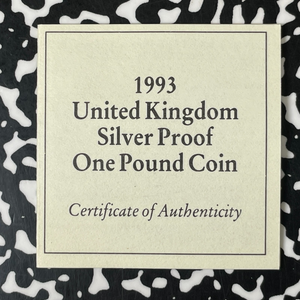 1993
United Kingdom
Silver Proof
One Pound Coin
Certificate of Authenticity